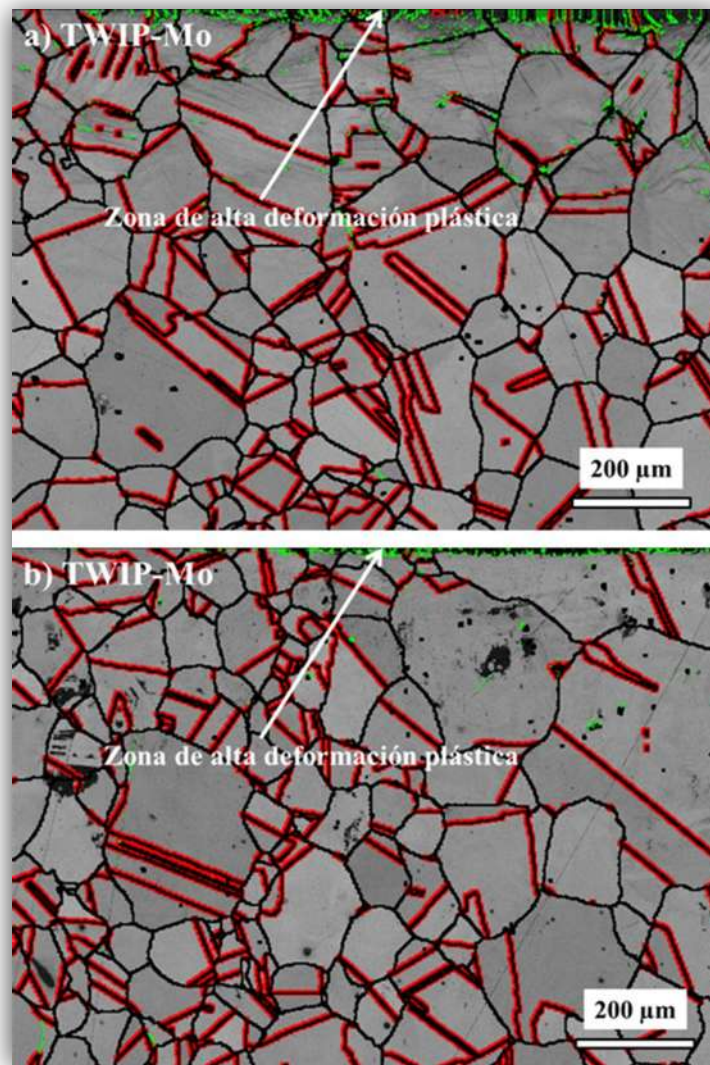 a) TWIP-Mo
Zona de alta deformación plástica
200 µm
b) TWIP-Mo
Zona de alta deformación plástica
200 µm